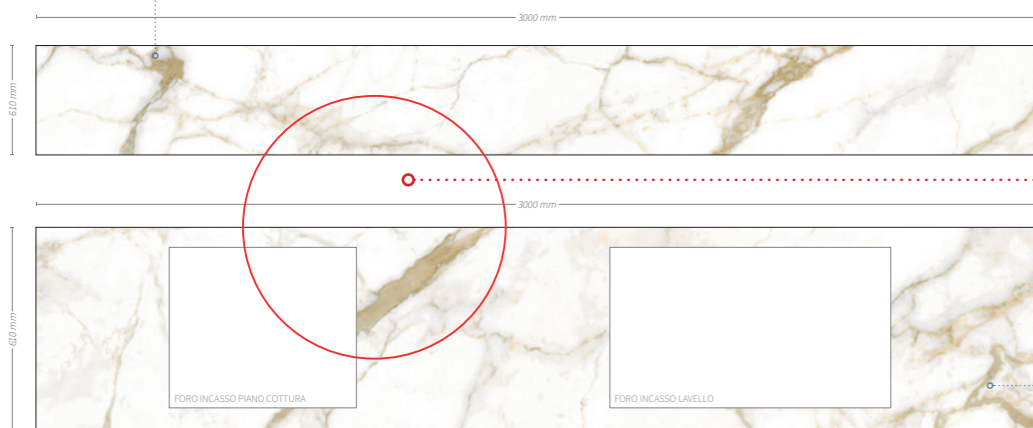 3000 mm
610 mm
3000 mm
610 mm
FORO INCASSO PIANO COTTURA
FORO INCASSO LAVELLO